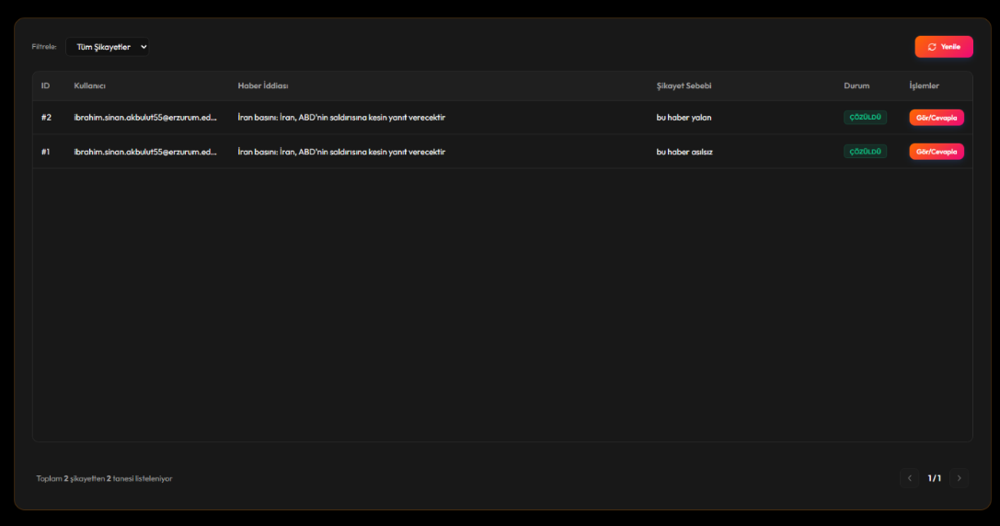 Filtrele: Tüm Şikayetler Yenile
ID Kullanıcı Haber İddiası Şikayet Sebebi Durum İşlemler
#2 ibrahim.sinan.akbulut55@erzurum.ed... İran basını: İran, ABD'nin saldırısına kesin yanıt verecektir bu haber yalan ÇÖZÜLDÜ Gör/Cevapla
#1 ibrahim.sinan.akbulut55@erzurum.ed... İran basını: İran, ABD'nin saldırısına kesin yanıt verecektir bu haber asılsız ÇÖZÜLDÜ Gör/Cevapla
Toplam 2 şikayetten 2 tanesi listeleniyor 1/1